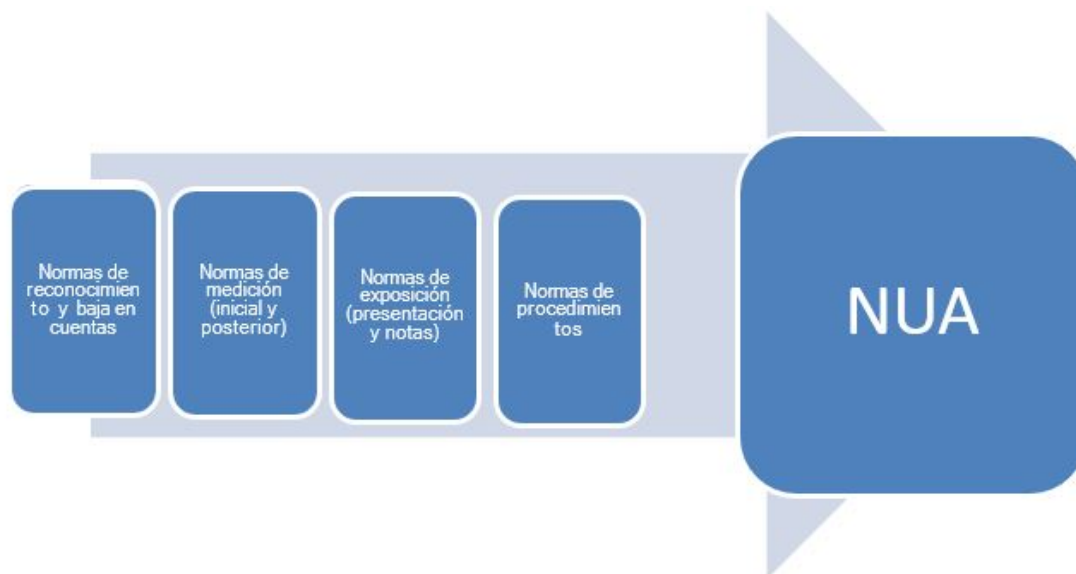 Normas de
reconocimien
to y baja en
cuentas
Normas de
medición
(inicial y
posterior)
Normas de
exposición
(presentación
y notas)
Normas de
procedimien
tos
NUA